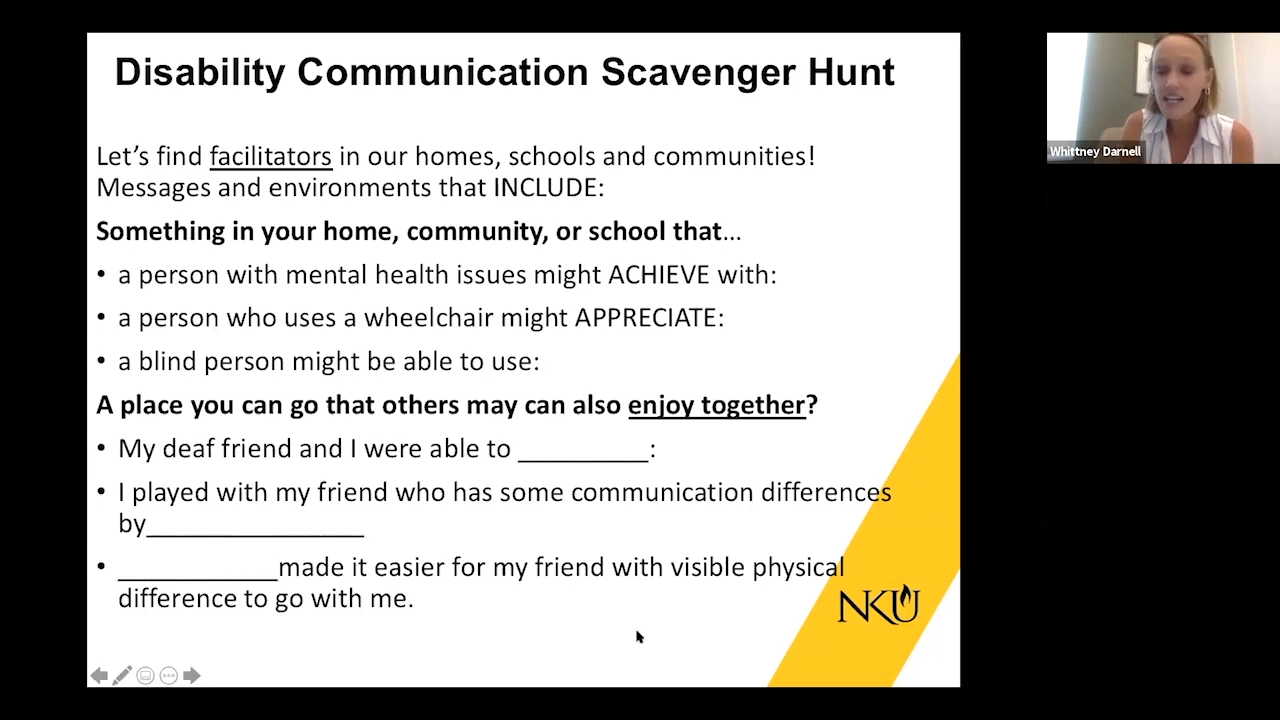 Disability Communication Scavenger Hunt
Let’s find facilitators in our homes, schools and communities!
Messages and environments that INCLUDE:
Something in your home, community, or school that…
• a person with mental health issues might ACHIEVE with:
• a person who uses a wheelchair might APPRECIATE:
• a blind person might be able to use:
A place you can go that others may can also enjoy together?
• My deaf friend and I were able to _________:
• I played with my friend who has some communication differences
by_______________
• ___________made it easier for my friend with visible physical
difference to go with me.
NKU
Whittney Darnell